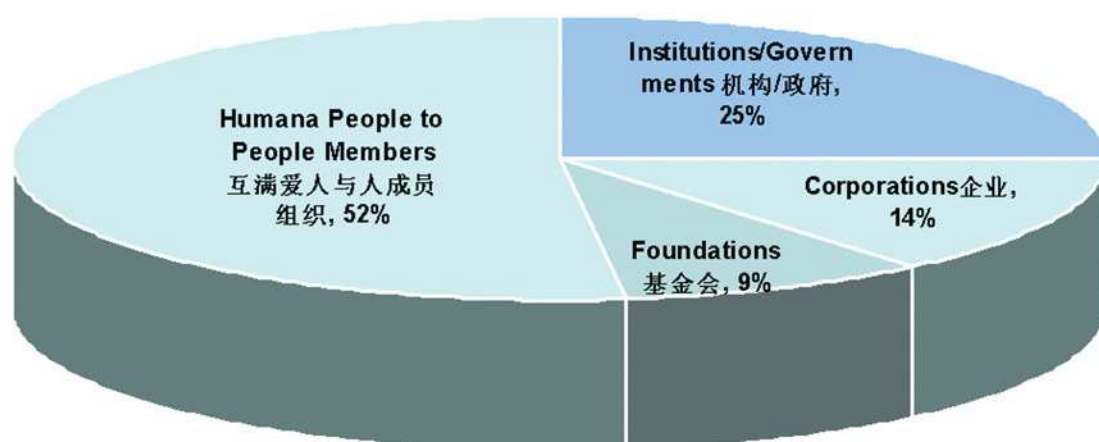 Institutions/Govern
ments 机构/政府,
25%
Humana People to
People Members
互满爱人与人成员
组织, 52%
Corporations企业,
14%
Foundations
基金会, 9%